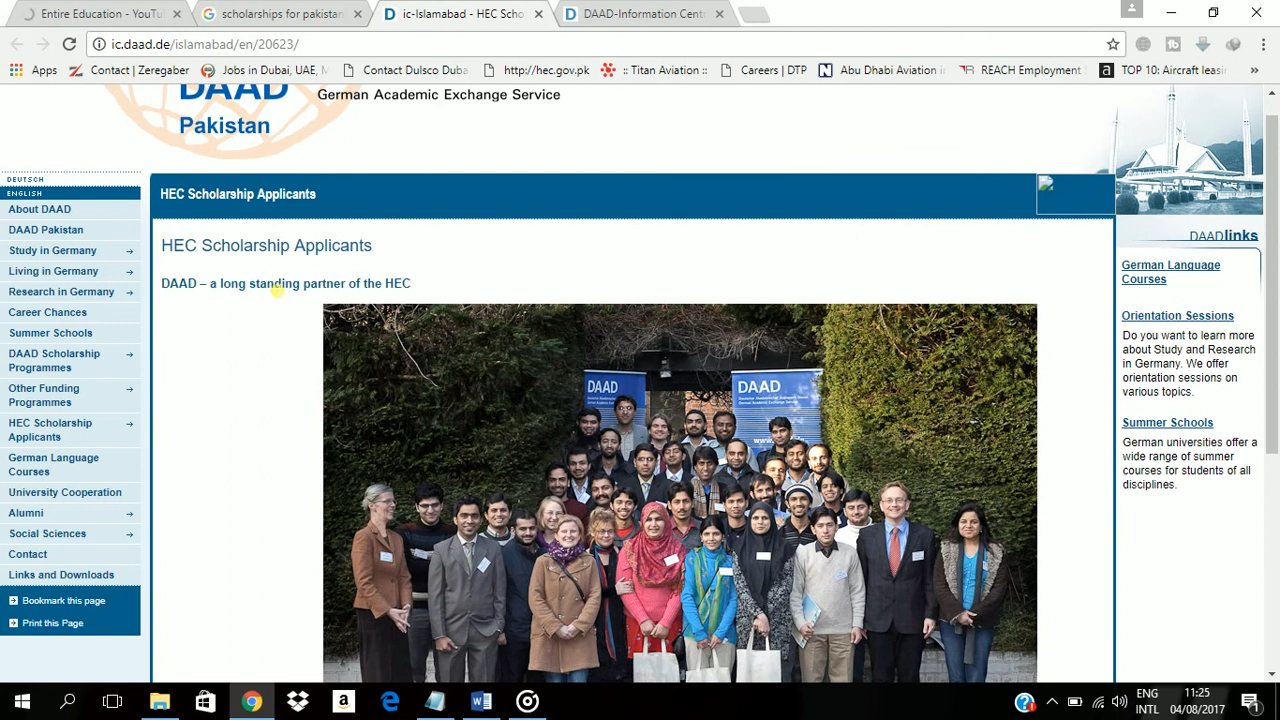 Entire Education - YouTu
scholarships for pakistan
ic-Islamabad - HEC Scho
DAAD-Information Cent
ic.daad.de/islamabad/en/20623/
Apps
Contact | Zeregaber
Jobs in Dubai, UAE, M
Contact Dulsco Duba
http://hec.gov.pk
:: Titan Aviation ::
Careers | DTP
Abu Dhabi Aviation i
REACH Employment S
TOP 10: Aircraft leasi
DAAD
German Academic Exchange Service
Pakistan
DEUTSCH
ENGLISH
About DAAD
DAAD Pakistan
Study in Germany
Living in Germany
Research in Germany
Career Chances
Summer Schools
DAAD Scholarship
Programmes
Other Funding
Programmes
HEC Scholarship
Applicants
German Language
Courses
University Cooperation
Alumni
Social Sciences
Contact
Links and Downloads
Bookmark this page
Print this Page
HEC Scholarship Applicants
HEC Scholarship Applicants
DAAD – a long standing partner of the HEC
DAAD
DAAD
DAADlinks
German Language
Courses
Orientation Sessions
Do you want to learn more
about Study and Research
in Germany. We offer
orientation sessions on
various topics.
Summer Schools
German universities offer a
wide range of summer
courses for students of all
disciplines.
ENG
INTL
11:25
04/08/2017